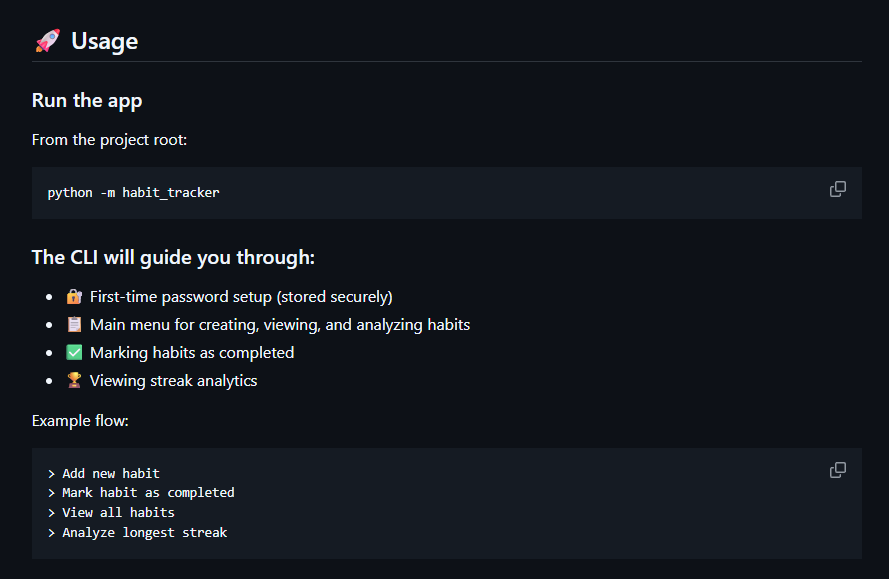 🚀 Usage
Run the app
From the project root:
python -m habit_tracker
The CLI will guide you through:
• 🔐 First-time password setup (stored securely)
• 📋 Main menu for creating, viewing, and analyzing habits
• ✅ Marking habits as completed
• 🏆 Viewing streak analytics
Example flow:
> Add new habit
> Mark habit as completed
> View all habits
> Analyze longest streak